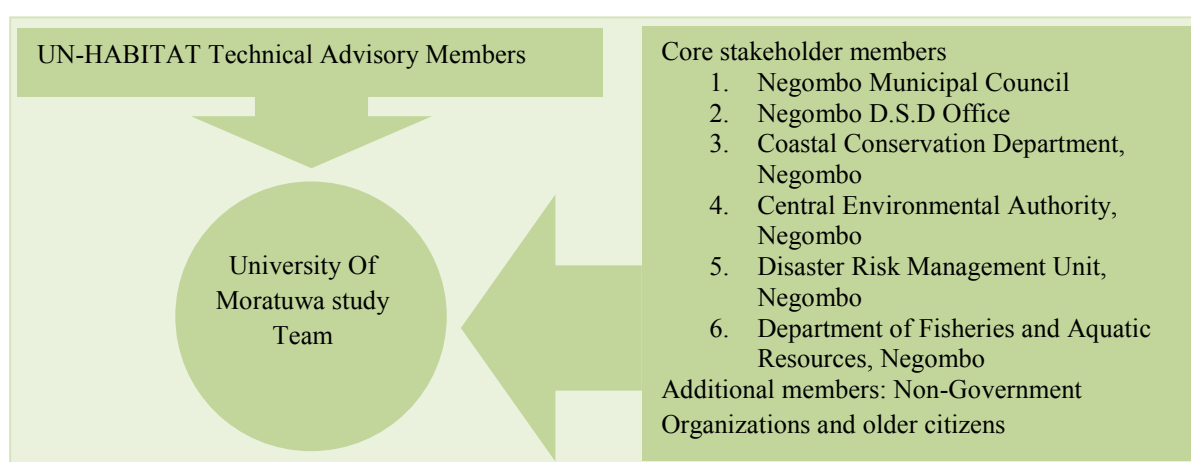 UN-HABITAT Technical Advisory Members
University Of
Moratuwa study
Team
Core stakeholder members
1. Negombo Municipal Council
2. Negombo D.S.D Office
3. Coastal Conservation Department,
Negombo
4. Central Environmental Authority,
Negombo
5. Disaster Risk Management Unit,
Negombo
6. Department of Fisheries and Aquatic
Resources, Negombo
Additional members: Non-Government
Organizations and older citizens